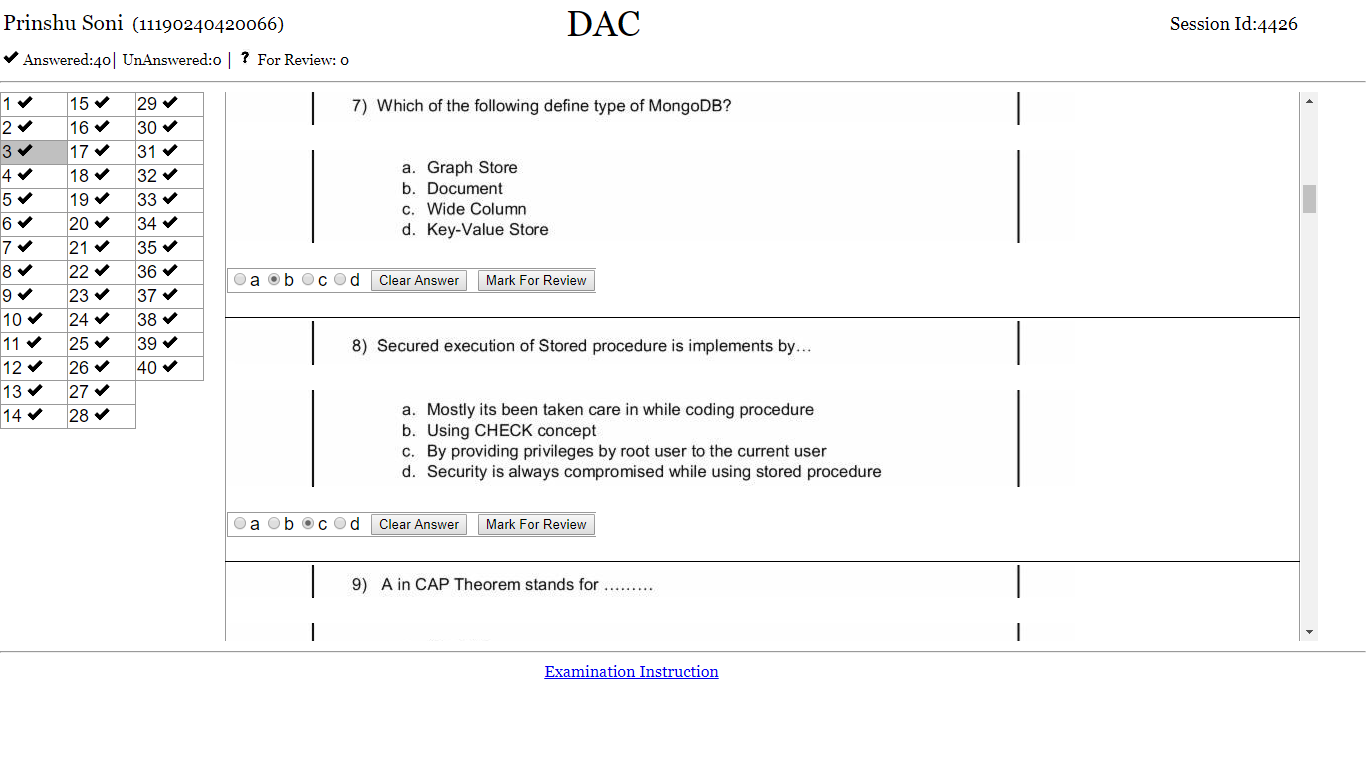 Prinshu Soni (11190240420066) DAC Session Id:4426
✔ Answered:40| UnAnswered:0 | ? For Review: 0
1 ✔ 15 ✔ 29 ✔
2 ✔ 16 ✔ 30 ✔
3 ✔ 17 ✔ 31 ✔
4 ✔ 18 ✔ 32 ✔
5 ✔ 19 ✔ 33 ✔
6 ✔ 20 ✔ 34 ✔
7 ✔ 21 ✔ 35 ✔
8 ✔ 22 ✔ 36 ✔
9 ✔ 23 ✔ 37 ✔
10 ✔ 24 ✔ 38 ✔
11 ✔ 25 ✔ 39 ✔
12 ✔ 26 ✔ 40 ✔
13 ✔ 27 ✔
14 ✔ 28 ✔
7) Which of the following define type of MongoDB?
a. Graph Store
b. Document
c. Wide Column
d. Key-Value Store
a b c d Clear Answer Mark For Review
8) Secured execution of Stored procedure is implements by…
a. Mostly its been taken care in while coding procedure
b. Using CHECK concept
c. By providing privileges by root user to the current user
d. Security is always compromised while using stored procedure
a b c d Clear Answer Mark For Review
9) A in CAP Theorem stands for ………
Examination Instruction